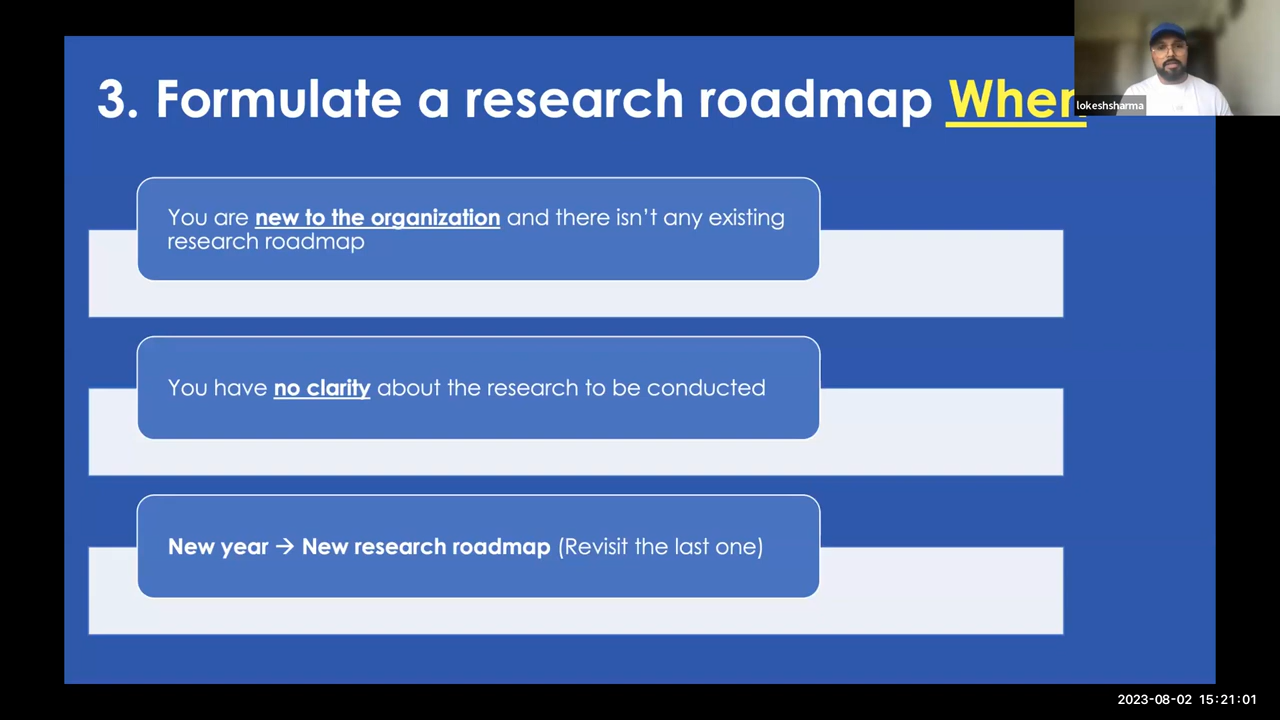 3. Formulate a research roadmap When
lokeshsharma
You are new to the organization and there isn't any existing
research roadmap
You have no clarity about the research to be conducted
New year → New research roadmap (Revisit the last one)
2023-08-02 15:21:01